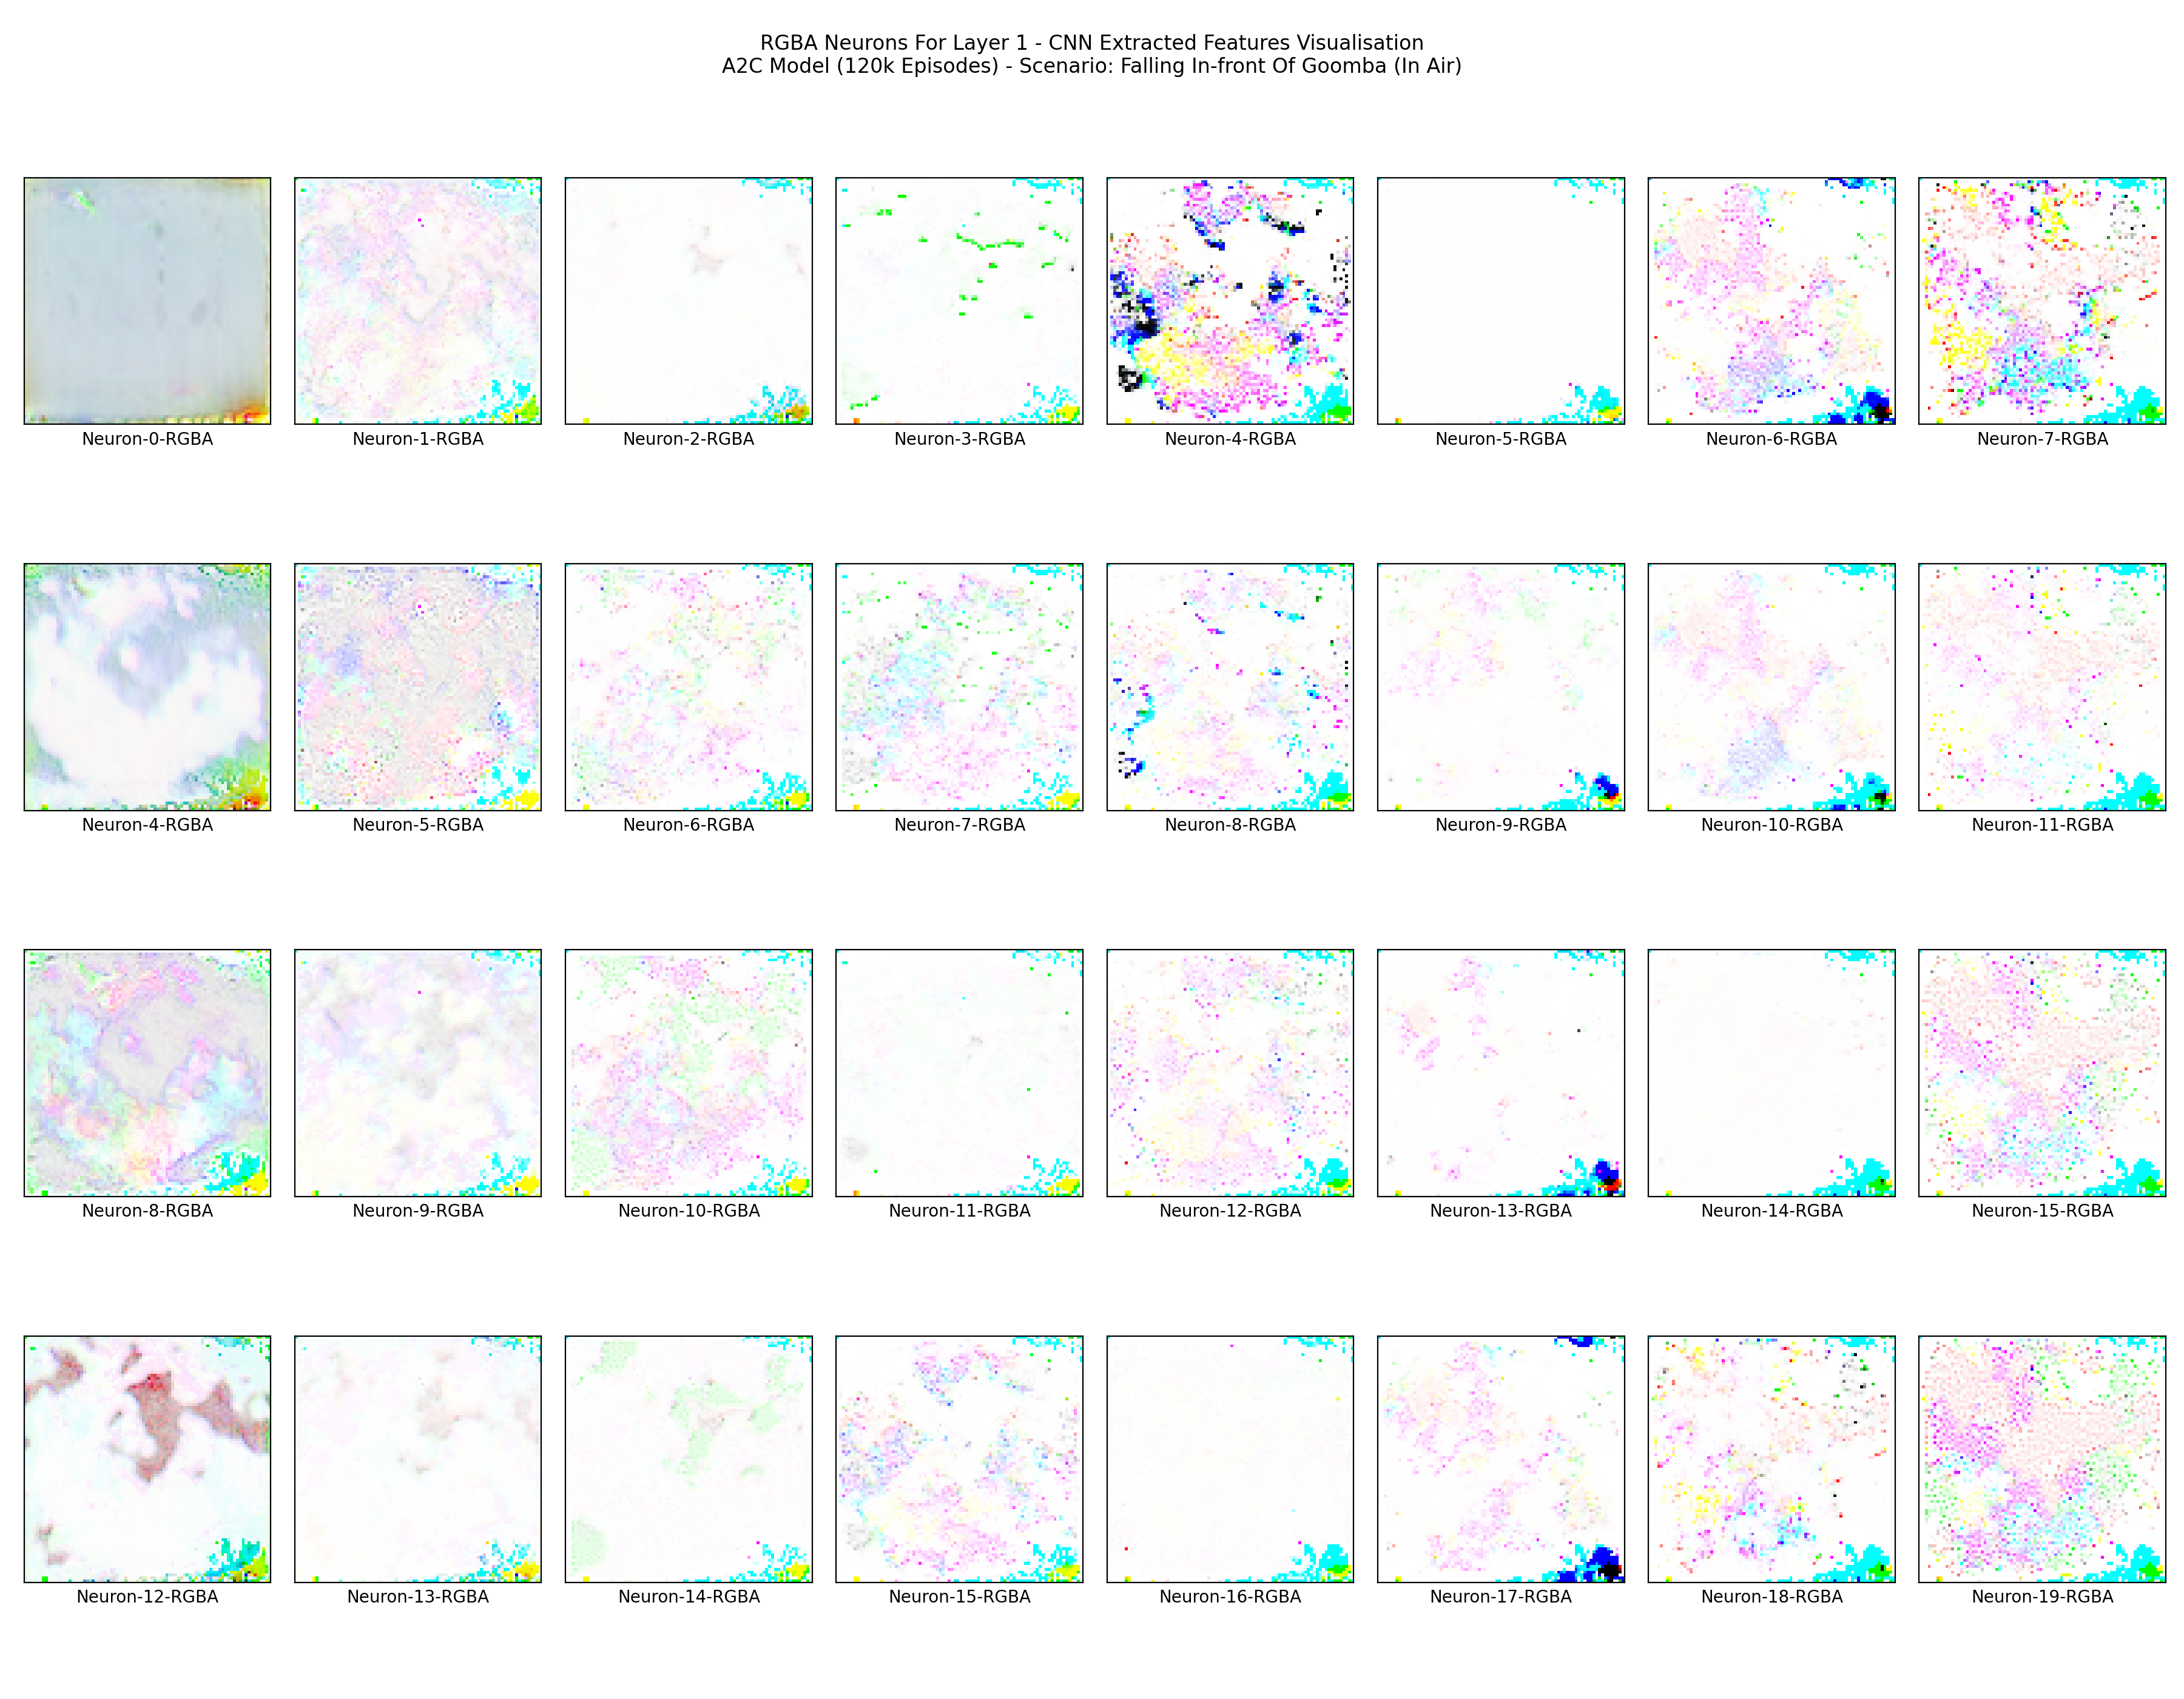 RGBA Neurons For Layer 1 - CNN Extracted Features Visualisation
A2C Model (120k Episodes) - Scenario: Falling In-front Of Goomba (In Air)
Neuron-0-RGBA Neuron-1-RGBA Neuron-2-RGBA Neuron-3-RGBA Neuron-4-RGBA Neuron-5-RGBA Neuron-6-RGBA Neuron-7-RGBA
Neuron-4-RGBA Neuron-5-RGBA Neuron-6-RGBA Neuron-7-RGBA Neuron-8-RGBA Neuron-9-RGBA Neuron-10-RGBA Neuron-11-RGBA
Neuron-8-RGBA Neuron-9-RGBA Neuron-10-RGBA Neuron-11-RGBA Neuron-12-RGBA Neuron-13-RGBA Neuron-14-RGBA Neuron-15-RGBA
Neuron-12-RGBA Neuron-13-RGBA Neuron-14-RGBA Neuron-15-RGBA Neuron-16-RGBA Neuron-17-RGBA Neuron-18-RGBA Neuron-19-RGBA